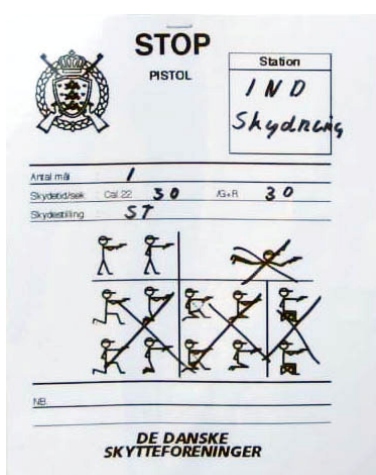 STOP
PISTOL
Station
IND
Skydning
Antal mål 1
Skydetid/sek. Cal.22 30 /G+R 30
Skydestilling ST
NB.
DE DANSKE
SKYTTEFORENINGER